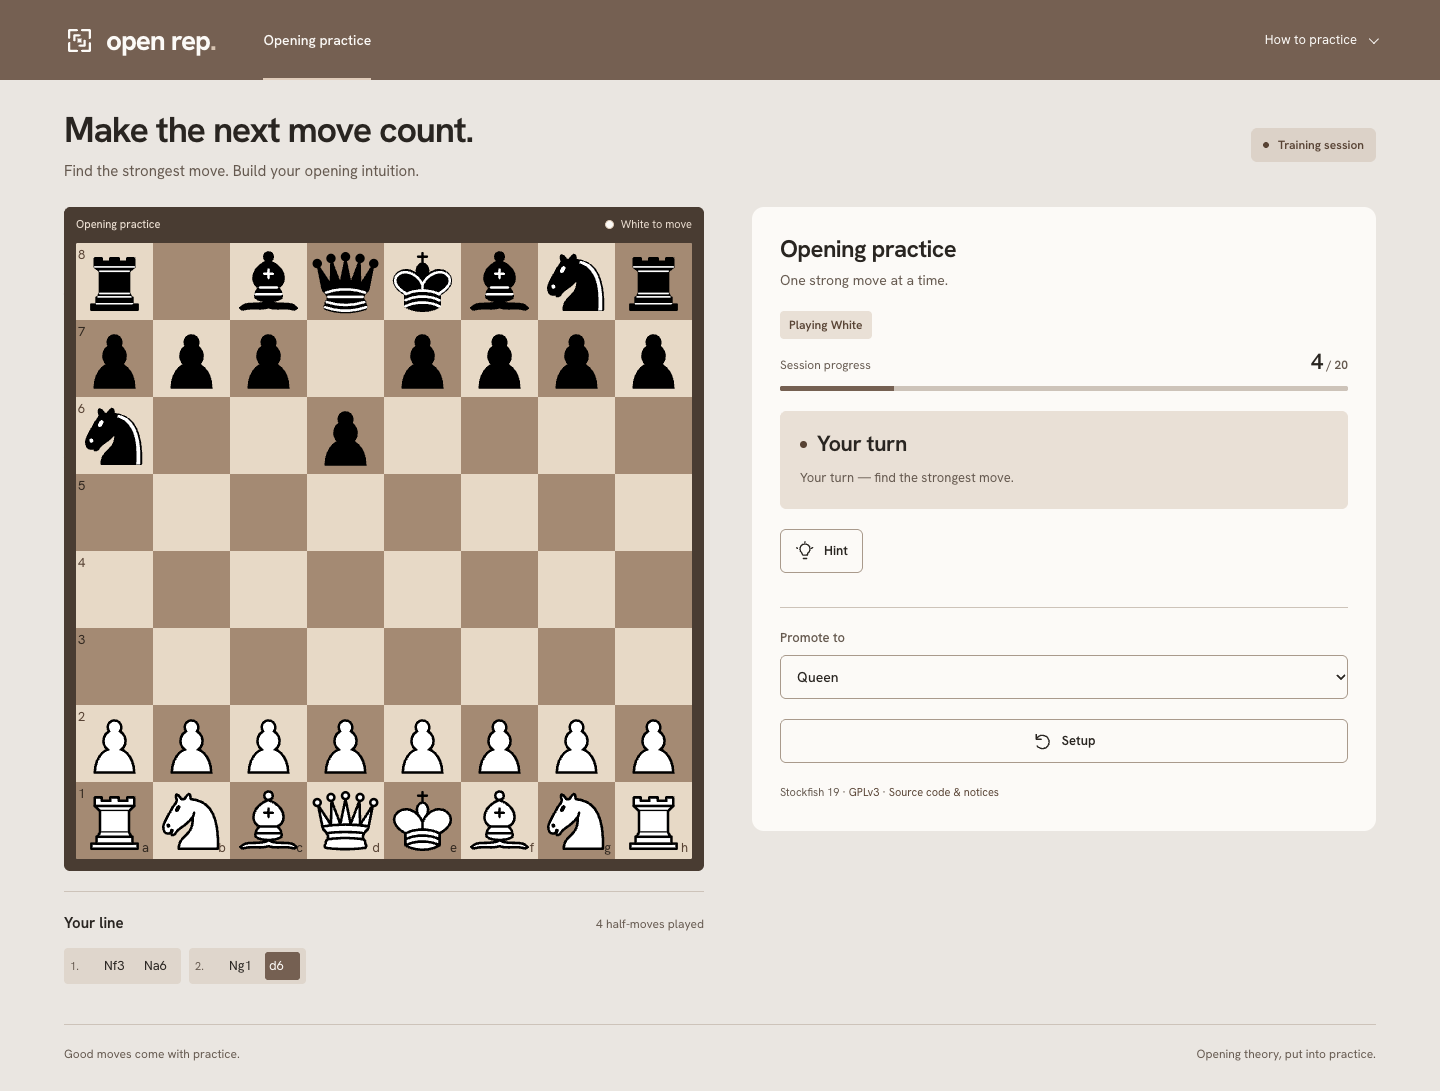 open rep.
Opening practice
How to practice
Make the next move count.
Find the strongest move. Build your opening intuition.
Training session
Opening practice
White to move
8
7
6
5
4
3
2
1
a
b
c
d
e
f
g
h
Your line
4 half-moves played
1. Nf3 Na6
2. Ng1 d6
Opening practice
One strong move at a time.
Playing White
Session progress
4 / 20
Your turn
Your turn — find the strongest move.
Hint
Promote to
Queen
Setup
Stockfish 19 · GPLv3 · Source code & notices
Good moves come with practice.
Opening theory, put into practice.